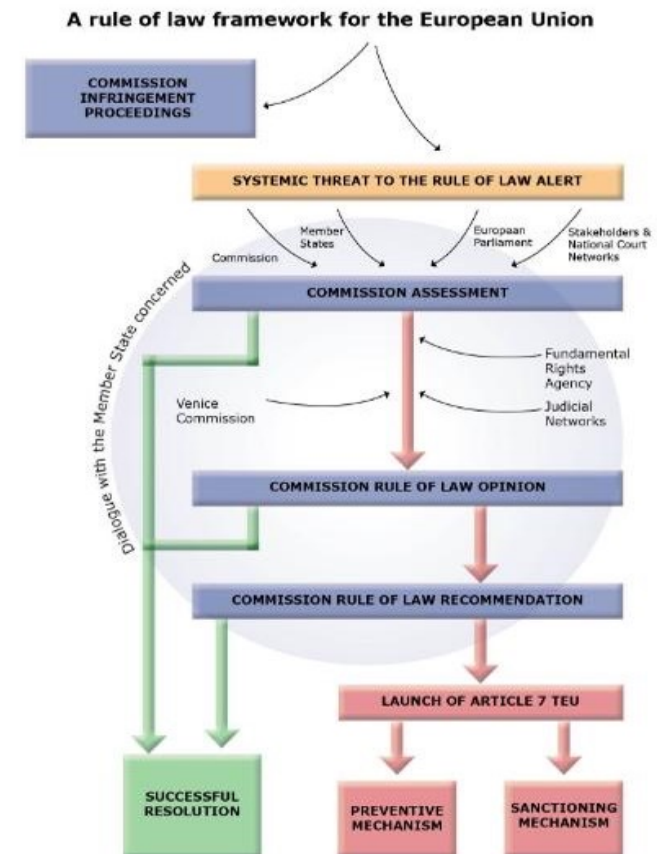 A rule of law framework for the European Union
COMMISSION
INFRINGEMENT
PROCEEDINGS
SYSTEMIC THREAT TO THE RULE OF LAW ALERT
Commission
Member
States
European
Parliament
Stakeholders &
National Court
Networks
COMMISSION ASSESSMENT
Dialogue with the Member State concerned
Fundamental
Rights
Agency
Venice
Commission
Judicial
Networks
COMMISSION RULE OF LAW OPINION
COMMISSION RULE OF LAW RECOMMENDATION
LAUNCH OF ARTICLE 7 TEU
SUCCESSFUL
RESOLUTION
PREVENTIVE
MECHANISM
SANCTIONING
MECHANISM